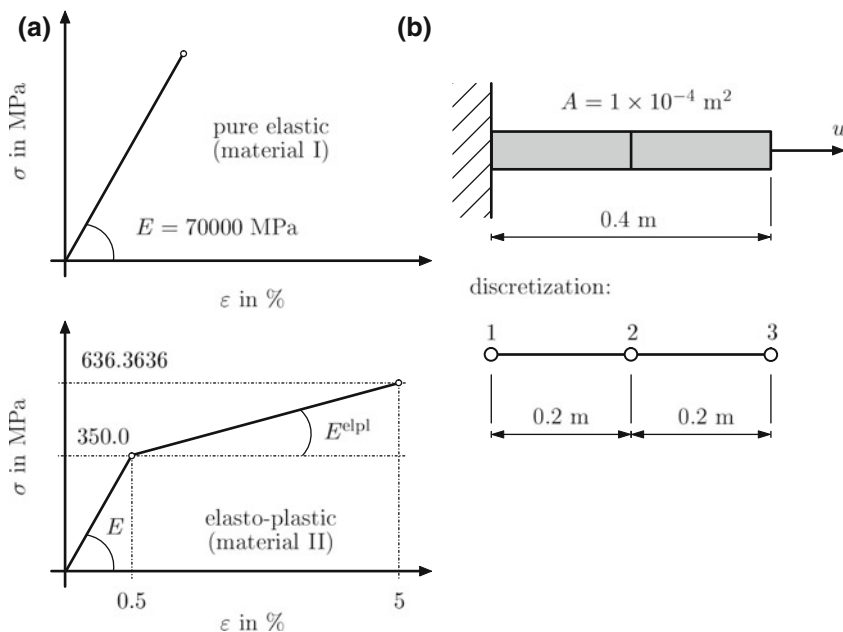 (a)
σ in MPa
pure elastic
(material I)
E = 70000 MPa
ε in %
636.3636
350.0
σ in MPa
E
E^elpl
elasto-plastic
(material II)
0.5
5
ε in %
(b)
A = 1 × 10⁻⁴ m²
u
0.4 m
discretization:
1
2
3
0.2 m
0.2 m